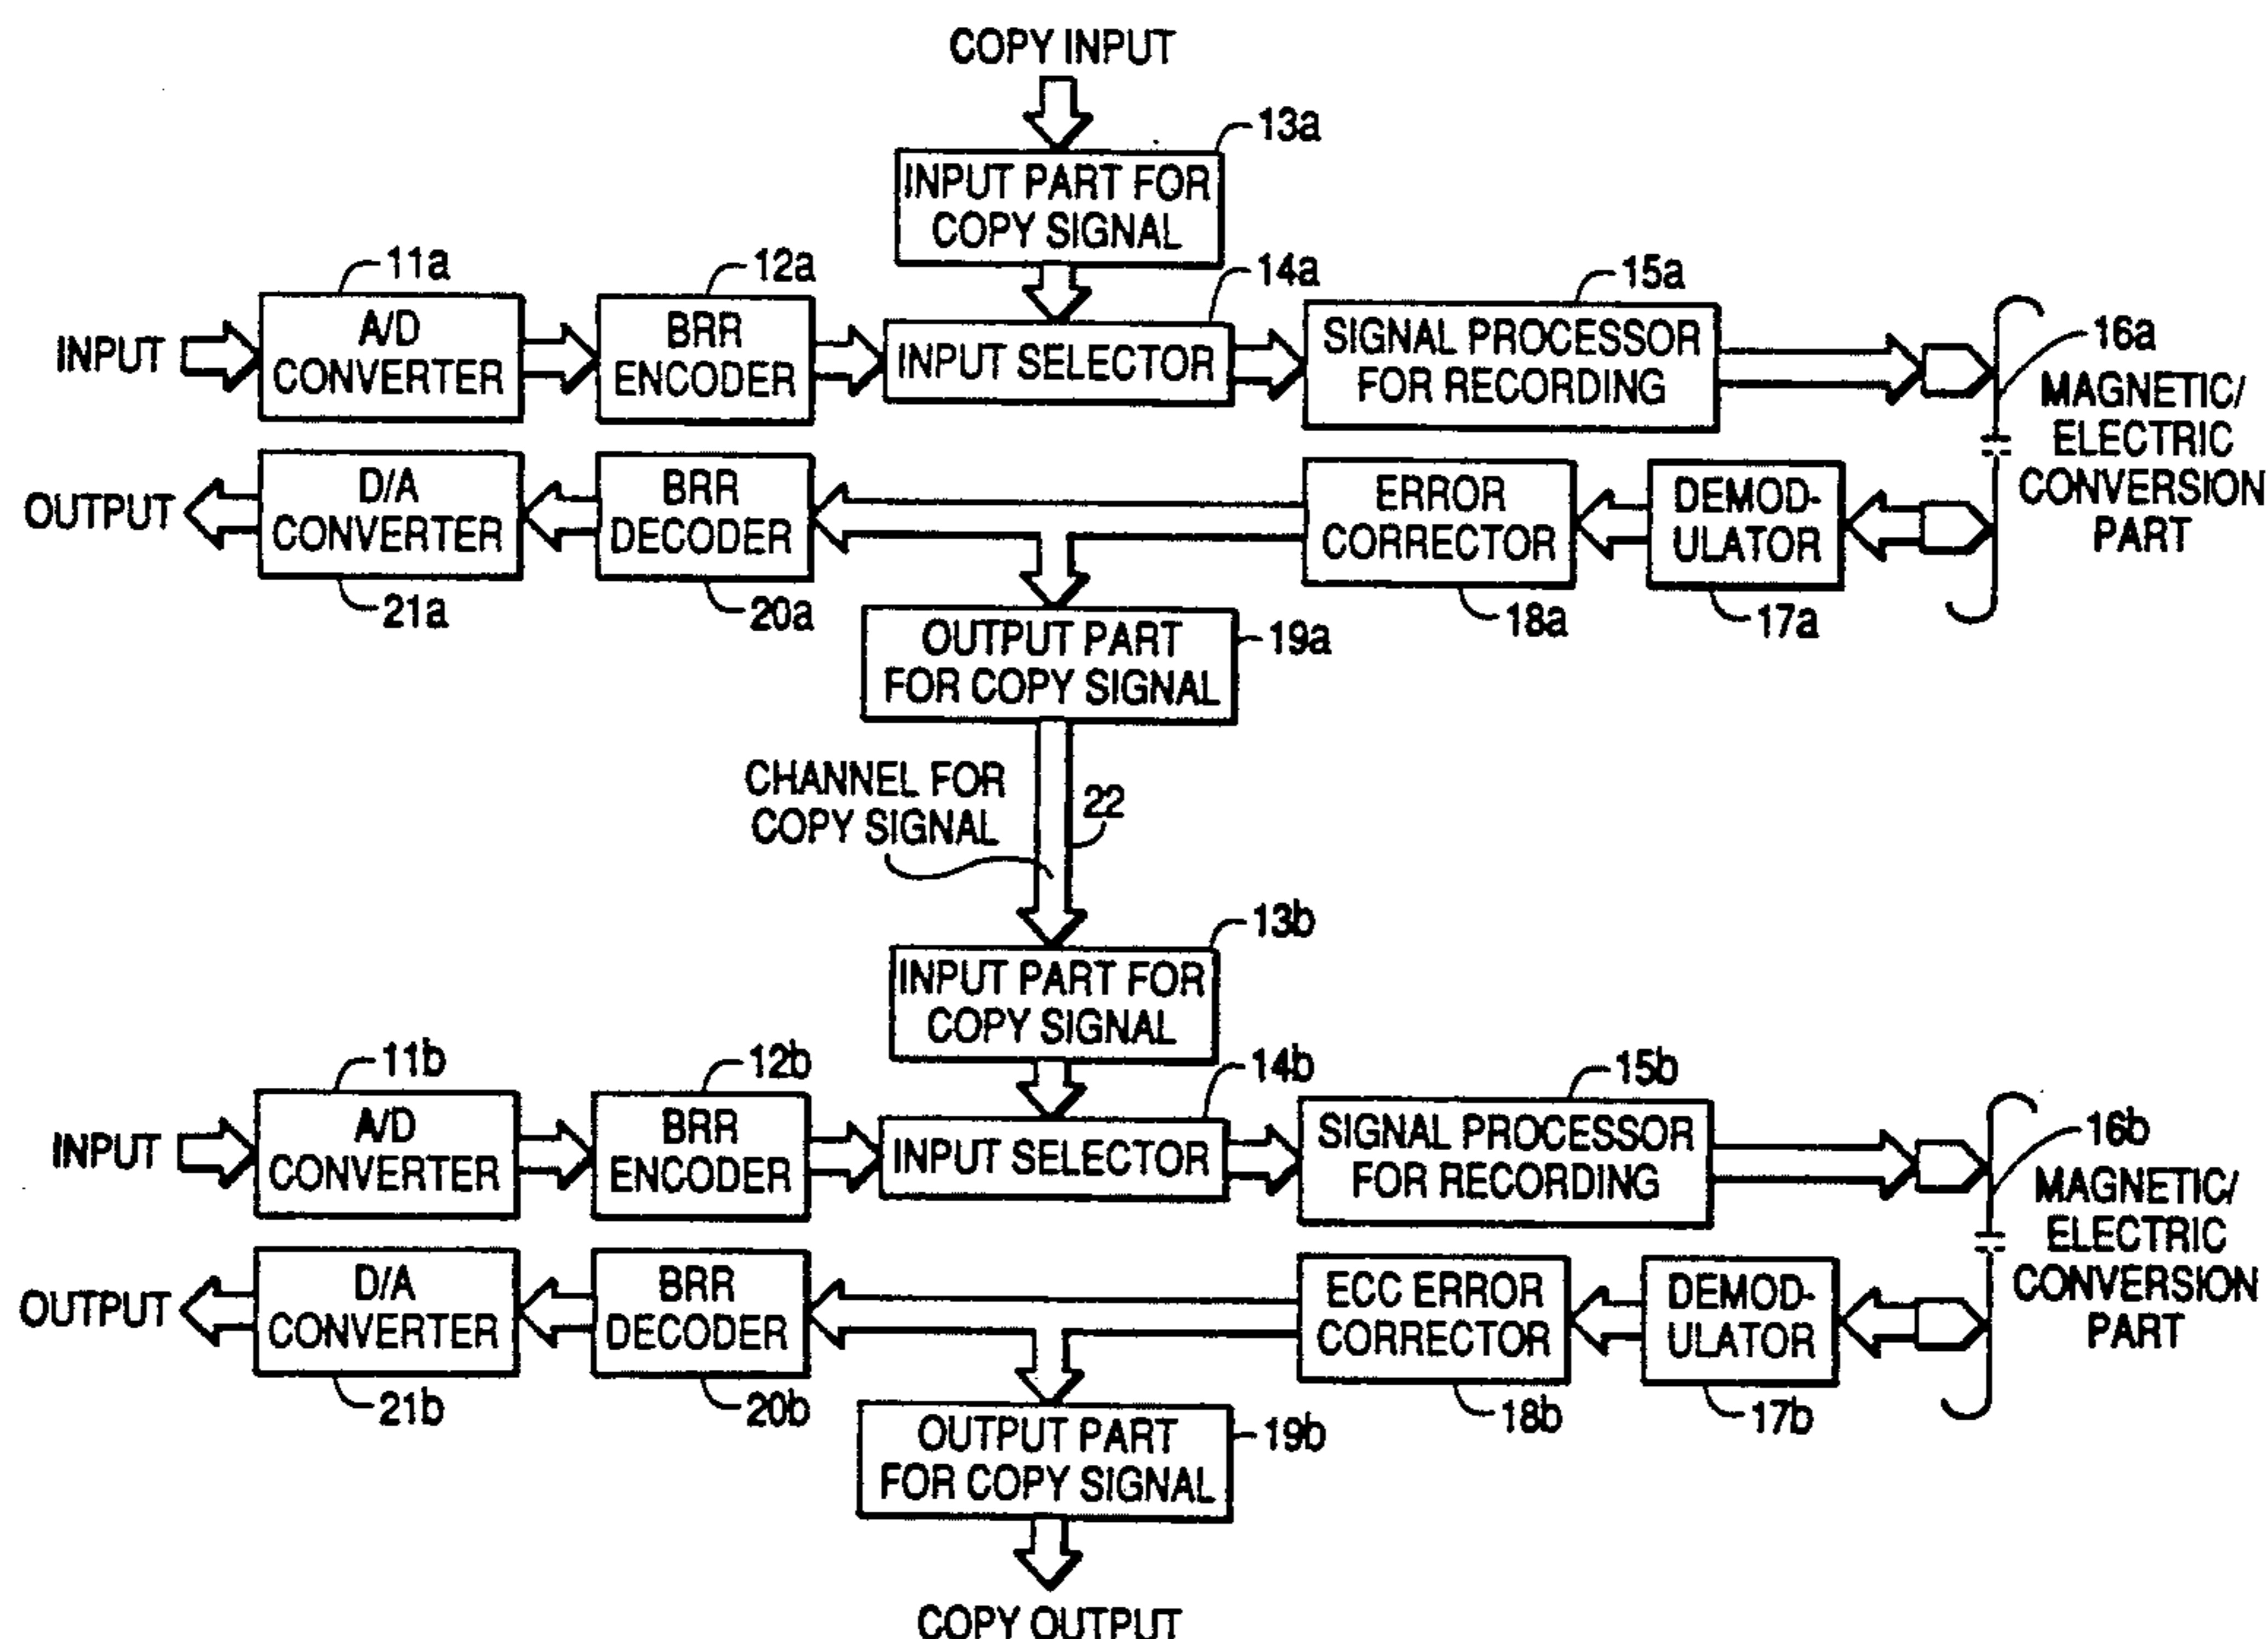 COPY INPUT
13a
INPUT PART FOR
COPY SIGNAL
11a
12a
14a
15a
INPUT
A/D
CONVERTER
BRR
ENCODER
INPUT SELECTOR
SIGNAL PROCESSOR
FOR RECORDING
16a
MAGNETIC/
ELECTRIC
CONVERSION
PART
OUTPUT
D/A
CONVERTER
BRR
DECODER
ERROR
CORRECTOR
DEMOD-
ULATOR
21a
20a
18a
17a
OUTPUT PART
FOR COPY SIGNAL
19a
CHANNEL FOR
COPY SIGNAL
22
13b
INPUT PART FOR
COPY SIGNAL
11b
12b
14b
15b
INPUT
A/D
CONVERTER
BRR
ENCODER
INPUT SELECTOR
SIGNAL PROCESSOR
FOR RECORDING
16b
MAGNETIC/
ELECTRIC
CONVERSION
PART
OUTPUT
D/A
CONVERTER
BRR
DECODER
ECC ERROR
CORRECTOR
DEMOD-
ULATOR
21b
20b
18b
17b
OUTPUT PART
FOR COPY SIGNAL
19b
COPY OUTPUT